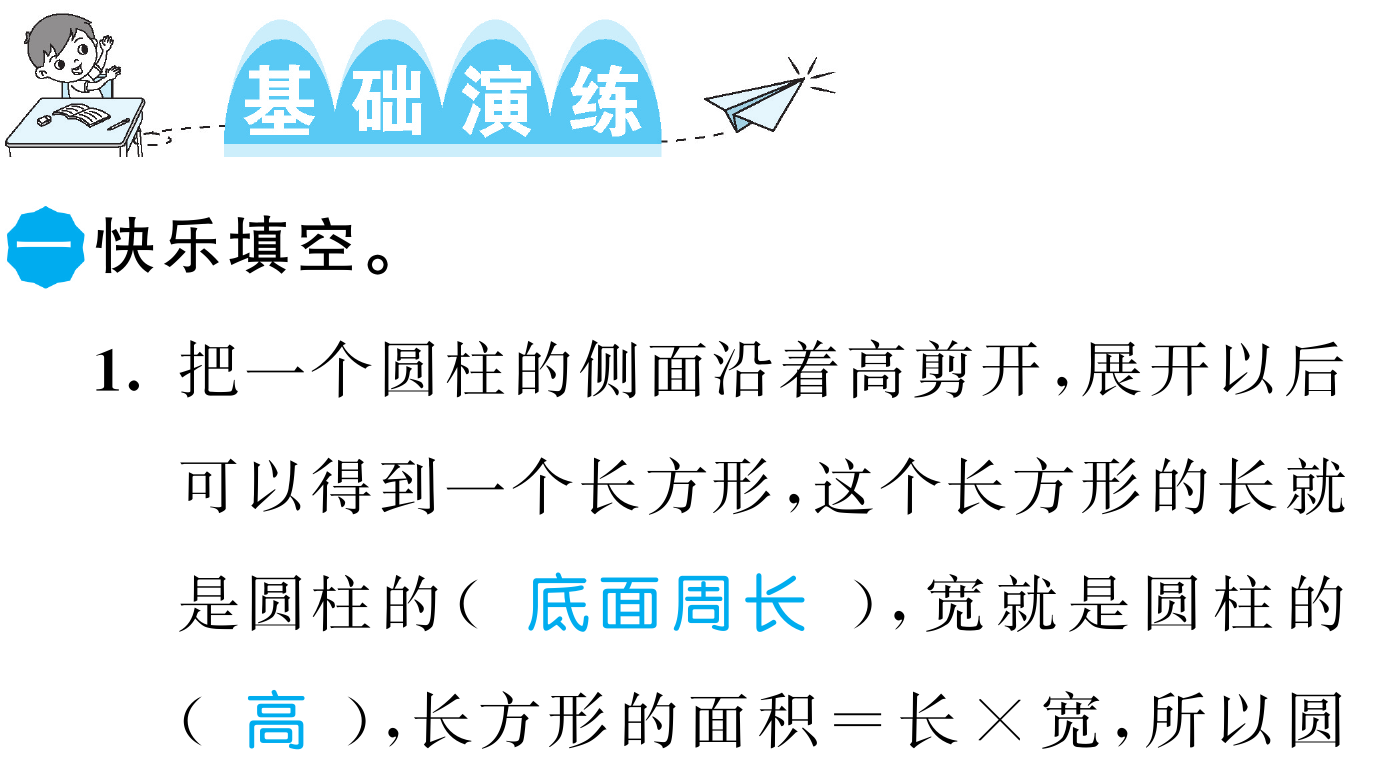 基础演练
一 快乐填空。
1. 把一个圆柱的侧面沿着高剪开,展开以后
可以得到一个长方形,这个长方形的长就
是圆柱的( 底面周长 ),宽就是圆柱的
( 高 ),长方形的面积=长×宽,所以圆